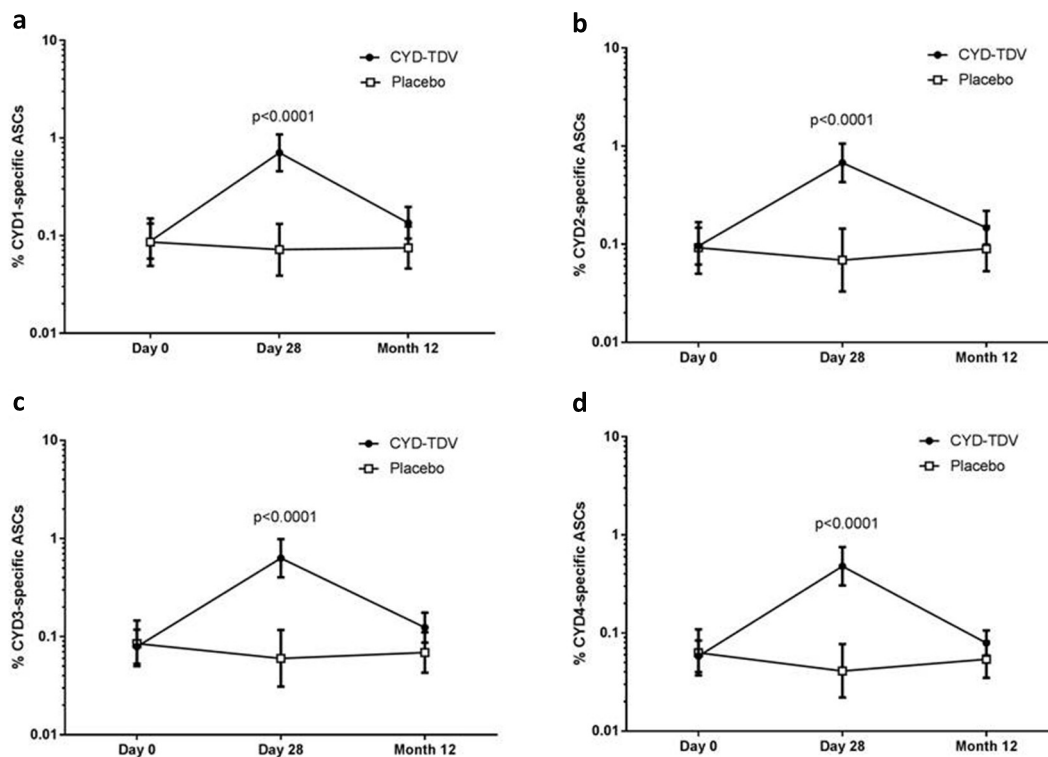 a
10
1
0.1
0.01
% CYD1-specific ASCs
CYD-TDV
Placebo
p<0.0001
Day 0
Day 28
Month 12
b
10
1
0.1
0.01
% CYD2-specific ASCs
CYD-TDV
Placebo
p<0.0001
Day 0
Day 28
Month 12
c
10
1
0.1
0.01
% CYD3-specific ASCs
CYD-TDV
Placebo
p<0.0001
Day 0
Day 28
Month 12
d
10
1
0.1
0.01
% CYD4-specific ASCs
CYD-TDV
Placebo
p<0.0001
Day 0
Day 28
Month 12